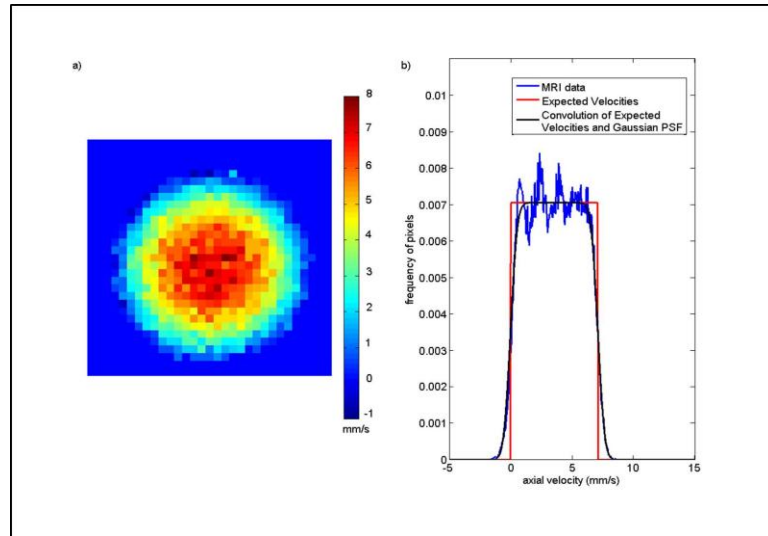 a)
8
7
6
5
4
3
2
1
0
-1
mm/s
b)
MRI data
Expected Velocities
Convolution of Expected
Velocities and Gaussian PSF
0.01
0.009
0.008
0.007
0.006
0.005
0.004
0.003
0.002
0.001
0
frequency of pixels
-5
0
5
10
15
axial velocity (mm/s)